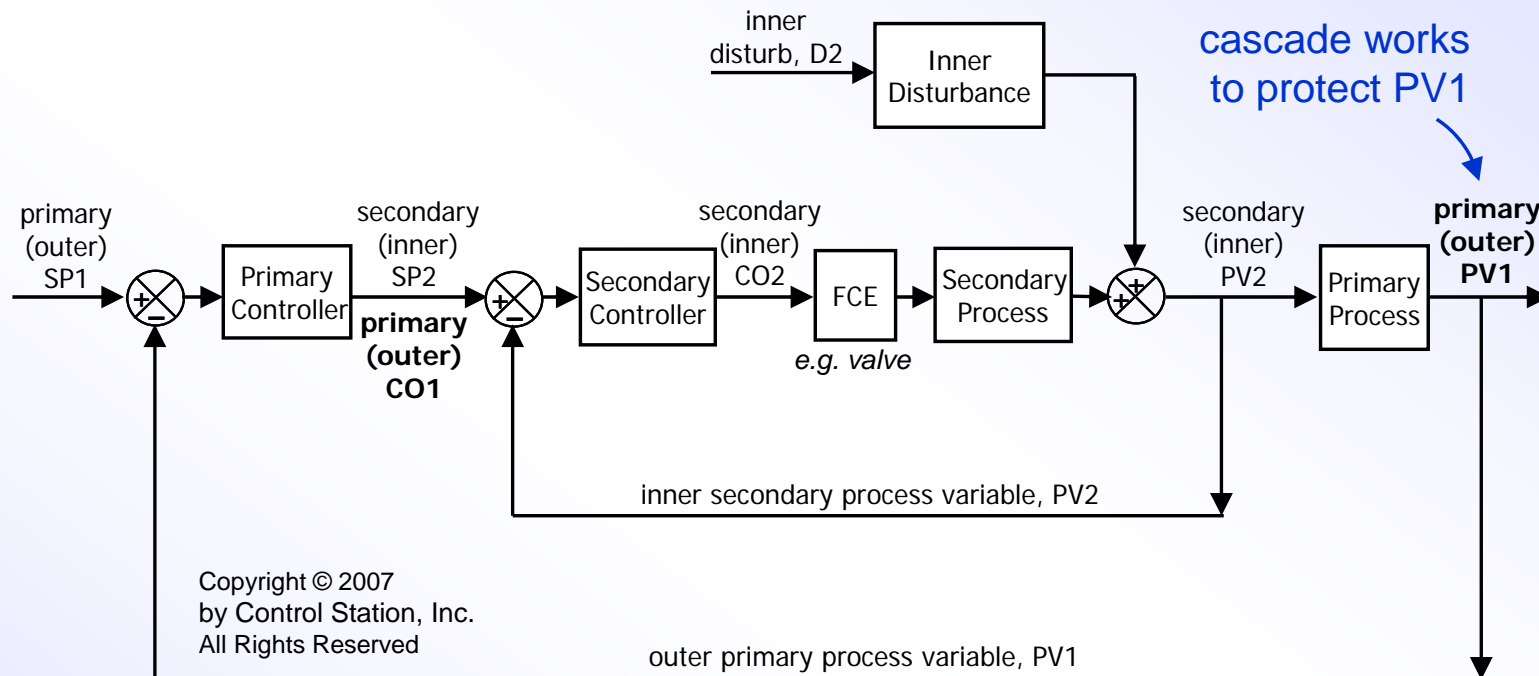 inner
disturb, D2
Inner
Disturbance
cascade works
to protect PV1
primary
(outer)
SP1
+
–
Primary
Controller
secondary
(inner)
SP2
primary
(outer)
CO1
+
–
Secondary
Controller
secondary
(inner)
CO2
FCE
e.g. valve
Secondary
Process
+
+
secondary
(inner)
PV2
Primary
Process
primary
(outer)
PV1
inner secondary process variable, PV2
Copyright © 2007
by Control Station, Inc.
All Rights Reserved
outer primary process variable, PV1